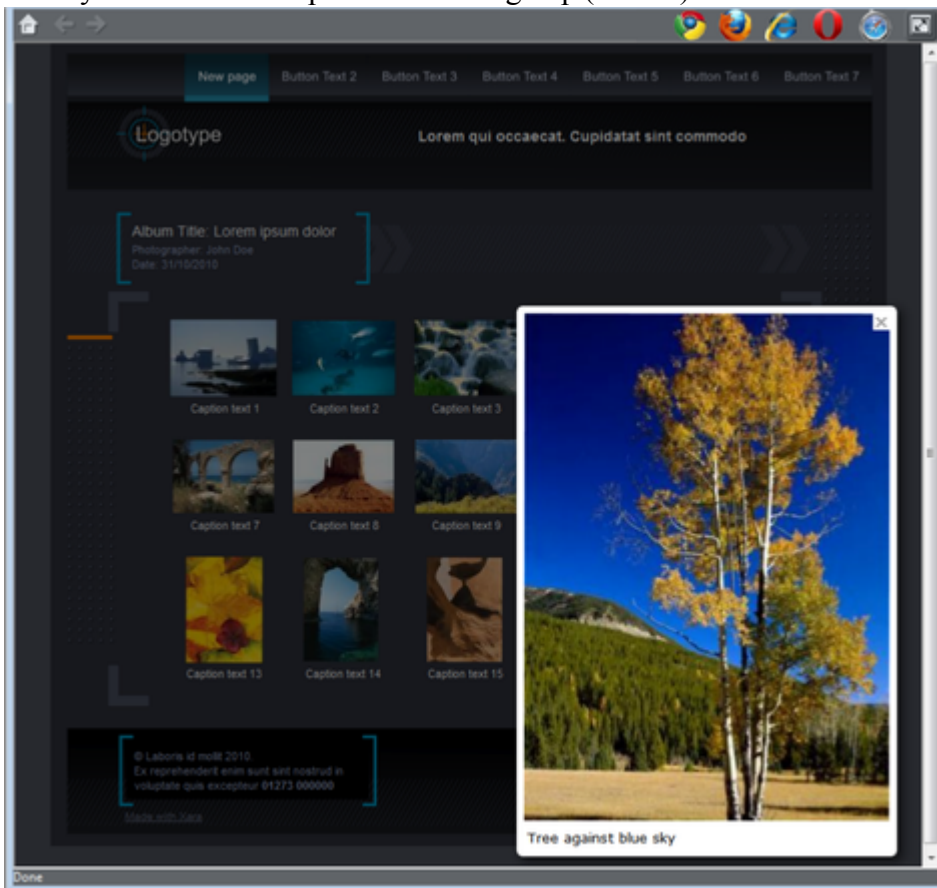 New page Button Text 2 Button Text 3 Button Text 4 Button Text 5 Button Text 6 Button Text 7
Logotype
Lorem qui occaecat. Cupidatat sint commodo
Album Title: Lorem ipsum dolor
Photographer: John Doe
Date: 31/10/2010
Caption text 1 Caption text 2 Caption text 3
Caption text 7 Caption text 8 Caption text 9
Caption text 13 Caption text 14 Caption text 15
Tree against blue sky
© Laboris id mollit 2010.
Ex reprehenderit enim sunt sint nostrud in
voluptate quis excepteur 01273 000000
Made with Xara
Done